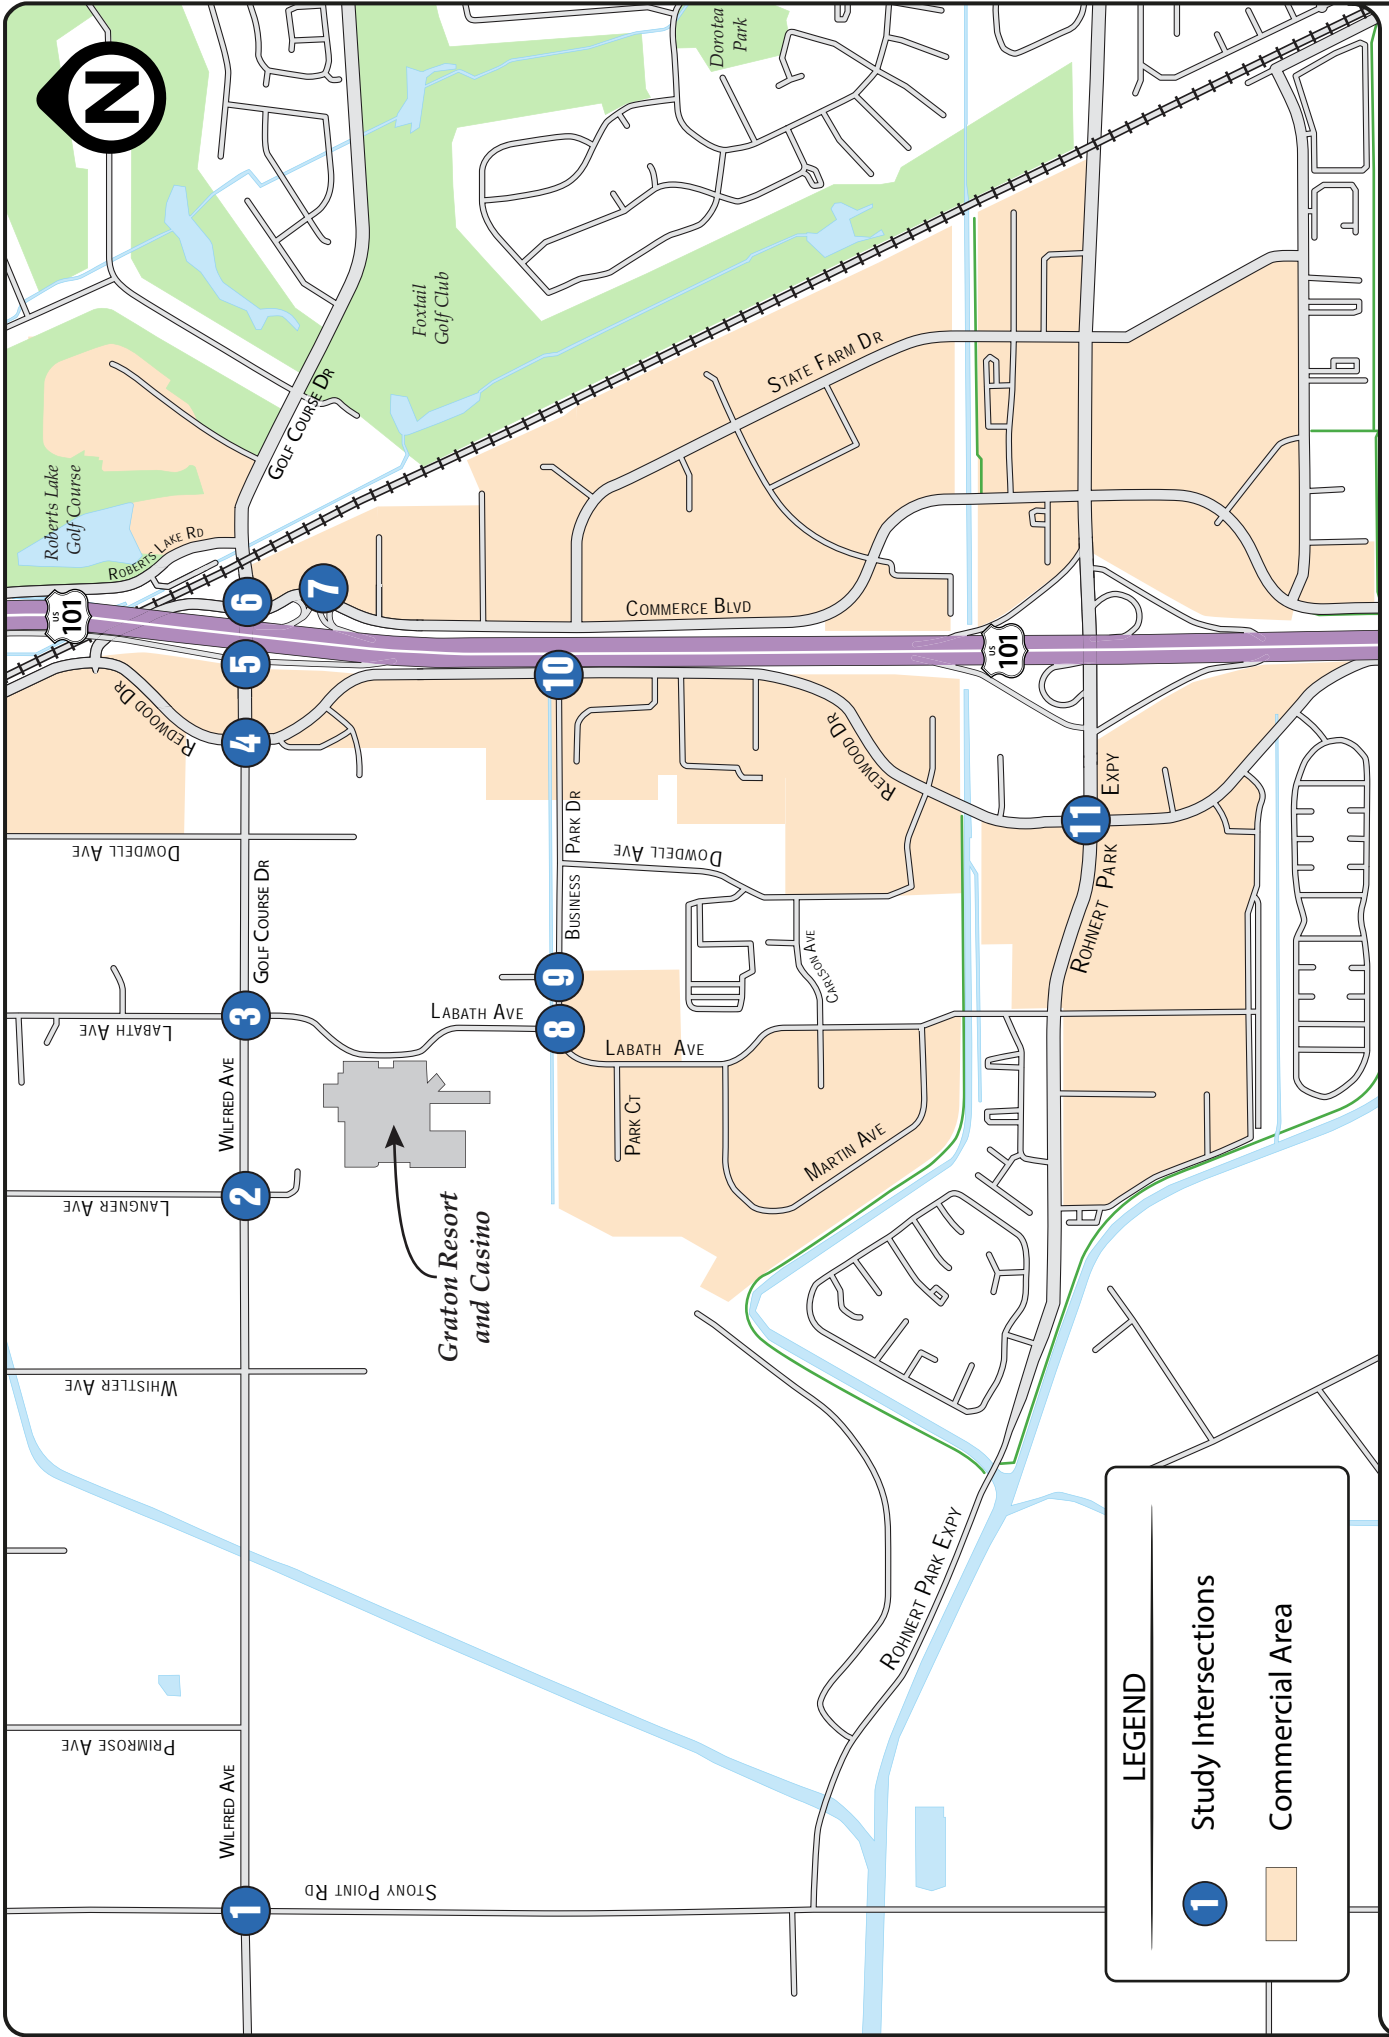 N
Dorotea
Park
Foxtail
Golf Club
Roberts Lake
Golf Course
GOLF COURSE DR
ROBERTS LAKE RD
STATE FARM DR
COMMERCE BLVD
US
101
US
101
6
7
5
4
10
11
REDWOOD DR
REDWOOD DR
DOWDELL AVE
DOWDELL AVE
GOLF COURSE DR
BUSINESS PARK DR
ROHNERT PARK EXPY
CARLSON AVE
LABATH AVE
LABATH AVE
LABATH AVE
3
9
8
WILFRED AVE
PARK CT
MARTIN AVE
LANGNER AVE
2
Graton Resort
and Casino
WHISTLER AVE
ROHNERT PARK EXPY
PRIMROSE AVE
WILFRED AVE
STONY POINT RD
1
LEGEND
1 Study Intersections
Commercial Area